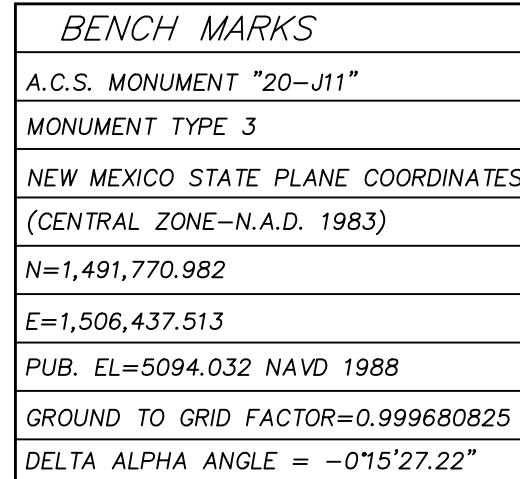 BENCH MARKS
A.C.S. MONUMENT "20-J11"
MONUMENT TYPE 3
NEW MEXICO STATE PLANE COORDINATES
(CENTRAL ZONE-N.A.D. 1983)
N=1,491,770.982
E=1,506,437.513
PUB. EL=5094.032 NAVD 1988
GROUND TO GRID FACTOR=0.999680825
DELTA ALPHA ANGLE = -0°15'27.22"